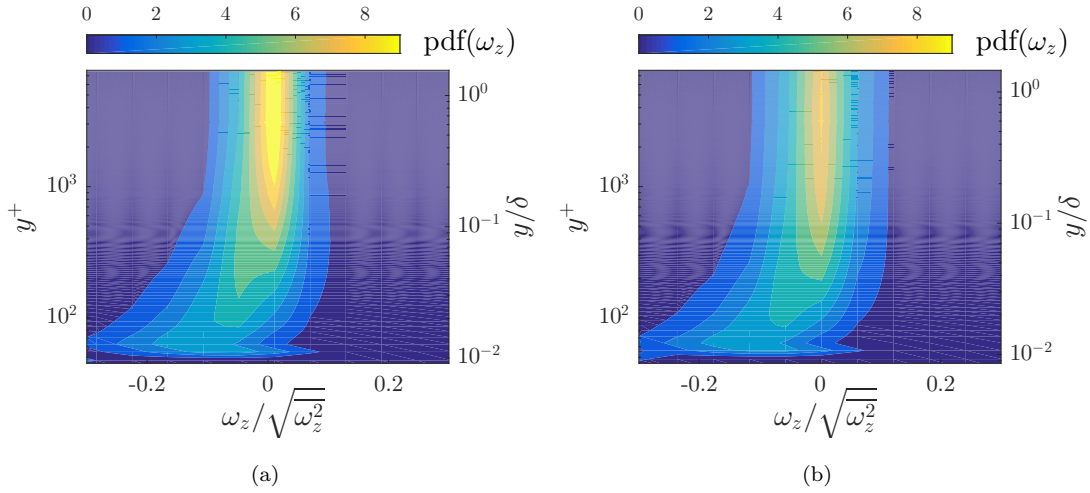 0 2 4 6 8 pdf(ω_z)
10^3
10^2
y^+
10^0
10^{-1}
10^{-2}
y/δ
-0.2 0 0.2
ω_z/√\overline{ω_z^2}
(a)
0 2 4 6 8 pdf(ω_z)
10^3
10^2
y^+
10^0
10^{-1}
10^{-2}
y/δ
-0.2 0 0.2
ω_z/√\overline{ω_z^2}
(b)